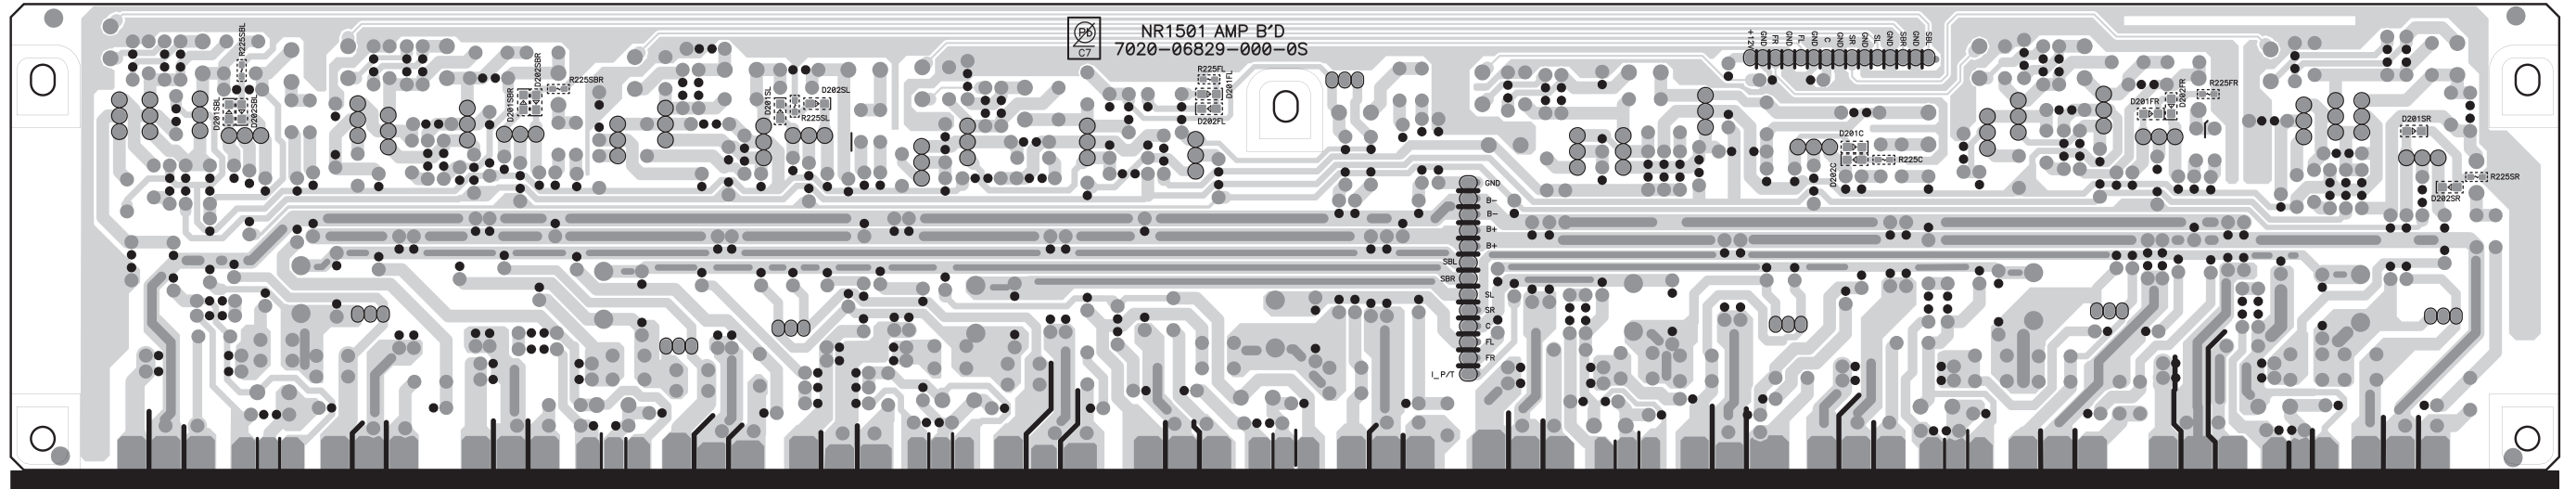 Pb
C7
NR1501 AMP B'D
7020-06829-000-0S
+12V
GND
FR
GND
FL
GND
C
GND
SR
GND
SL
GND
SBR
GND
SBL
R225SBL
D201SBL
D202SBL
D202SBR
D201SBR
R225SBR
D201SL
D202SL
R225SL
R225FL
D201FL
D202FL
D201C
R225C
D202C
D202FR
D201FR
R225FR
D201SR
R225SR
D202SR
GND
B-
B-
B+
B+
SBL
SBR
SL
SR
C
FL
FR
I_P/T